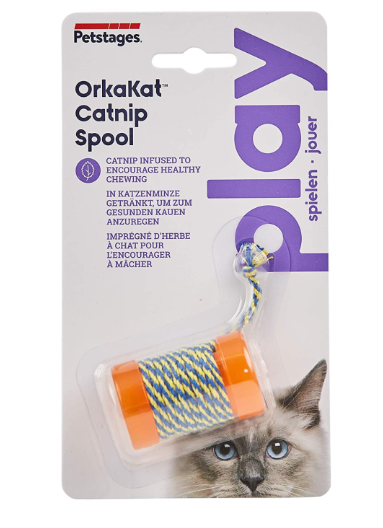 Petstages
OrkaKat™
Catnip
Spool
CATNIP INFUSED TO
ENCOURAGE HEALTHY
CHEWING
IN KATZENMINZE
GETRÄNKT, UM ZUM
GESUNDEN KAUEN
ANZUREGEN
IMPRÉGNÉ D'HERBE
À CHAT POUR
L'ENCOURAGER
À MÂCHER
play
spielen · jouer